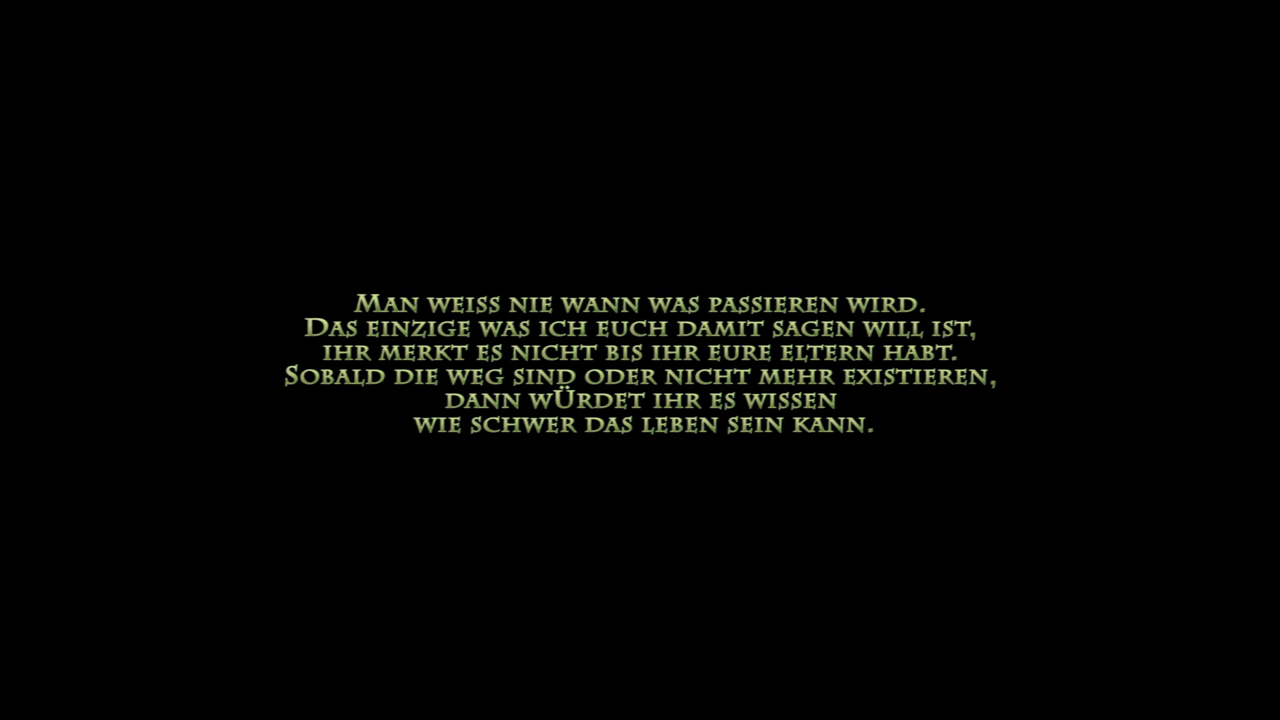 Man weiss nie wann was passieren wird.
Das einzige was ich euch damit sagen will ist,
ihr merkt es nicht bis ihr eure eltern habt.
Sobald die weg sind oder nicht mehr existieren,
dann wÜrdet ihr es wissen
wie schwer das leben sein kann.